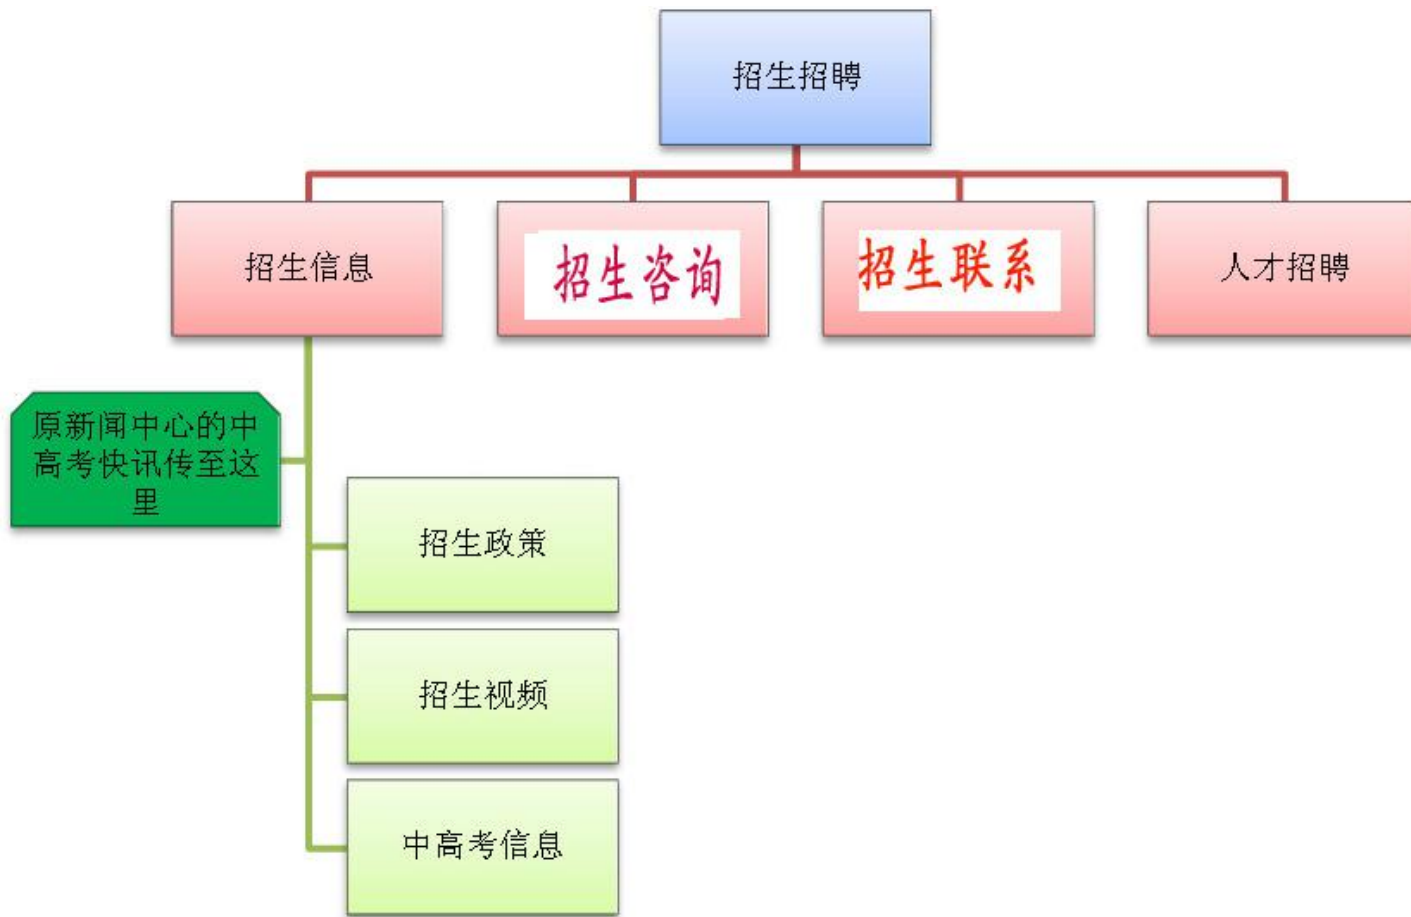 招生招聘
招生信息
招生咨询
招生联系
人才招聘
原新闻中心的中
高考快讯传至这
里
招生政策
招生视频
中高考信息